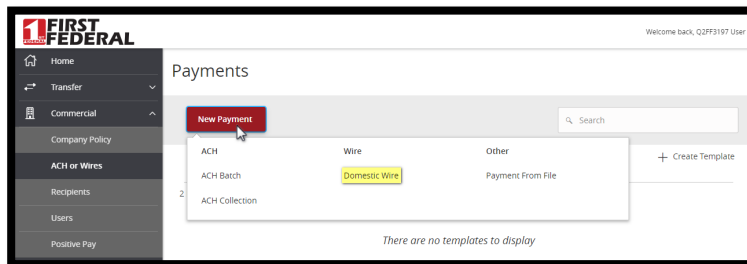 1 FIRST
FEDERAL
Welcome back, Q2FF3197 User
Home
Transfer
Commercial
Company Policy
ACH or Wires
Recipients
Users
Positive Pay
Payments
New Payment
Search
ACH
Wire
Other
Create Template
ACH Batch
Domestic Wire
Payment From File
2
ACH Collection
There are no templates to display